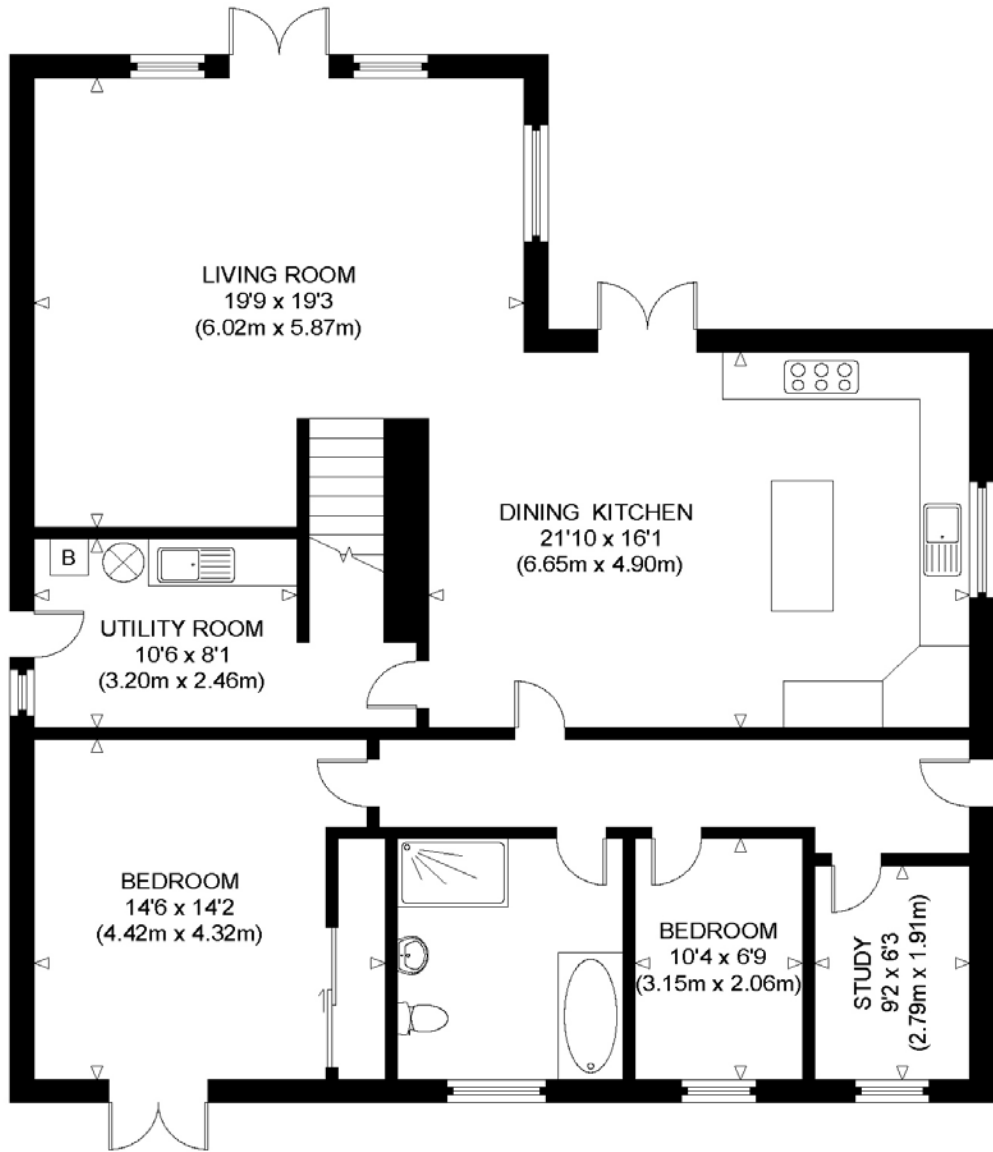 LIVING ROOM
19'9 x 19'3
(6.02m x 5.87m)
DINING KITCHEN
21'10 x 16'1
(6.65m x 4.90m)
B
UTILITY ROOM
10'6 x 8'1
(3.20m x 2.46m)
BEDROOM
14'6 x 14'2
(4.42m x 4.32m)
BEDROOM
10'4 x 6'9
(3.15m x 2.06m)
STUDY
9'2 x 6'3
(2.79m x 1.91m)